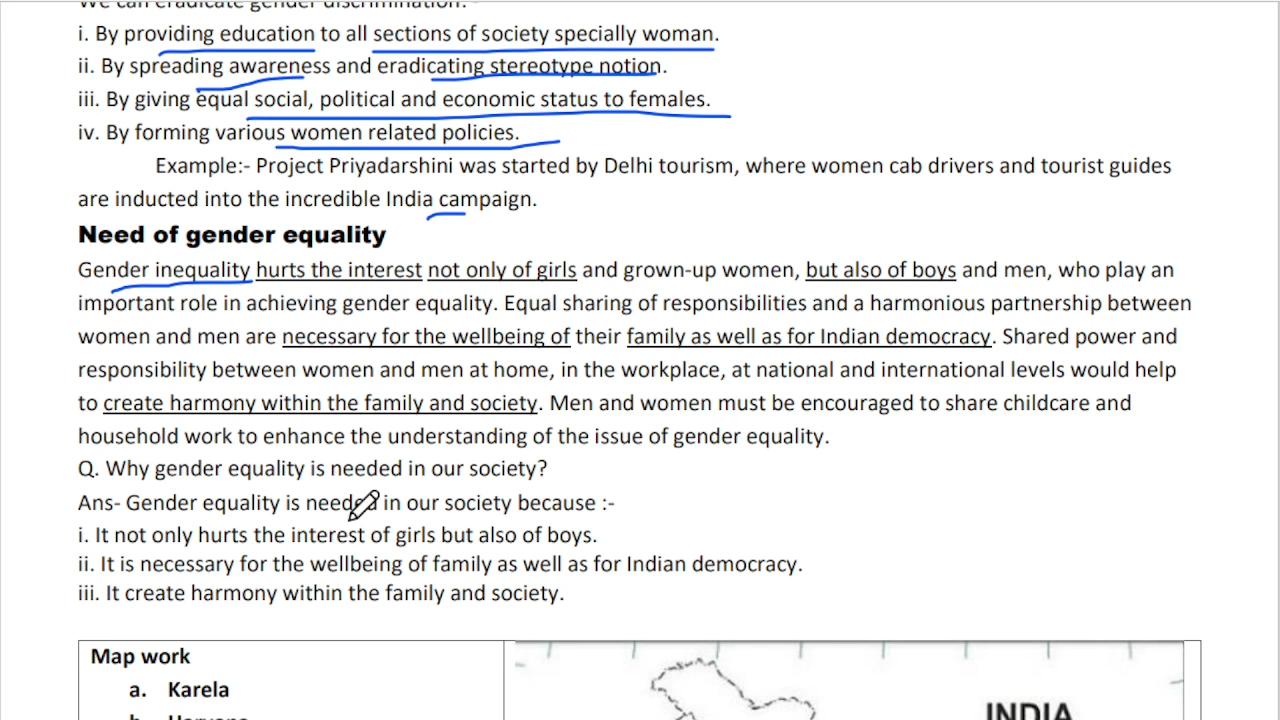 We can eradicate gender discrimination: -
i. By providing education to all sections of society specially woman.
ii. By spreading awareness and eradicating stereotype notion.
iii. By giving equal social, political and economic status to females.
iv. By forming various women related policies.
Example:- Project Priyadarshini was started by Delhi tourism, where women cab drivers and tourist guides
are inducted into the incredible India campaign.
Need of gender equality
Gender inequality hurts the interest not only of girls and grown-up women, but also of boys and men, who play an
important role in achieving gender equality. Equal sharing of responsibilities and a harmonious partnership between
women and men are necessary for the wellbeing of their family as well as for Indian democracy. Shared power and
responsibility between women and men at home, in the workplace, at national and international levels would help
to create harmony within the family and society. Men and women must be encouraged to share childcare and
household work to enhance the understanding of the issue of gender equality.
Q. Why gender equality is needed in our society?
Ans- Gender equality is needed in our society because :-
i. It not only hurts the interest of girls but also of boys.
ii. It is necessary for the wellbeing of family as well as for Indian democracy.
iii. It create harmony within the family and society.
Map work
a. Karela
b. Haryana
INDIA